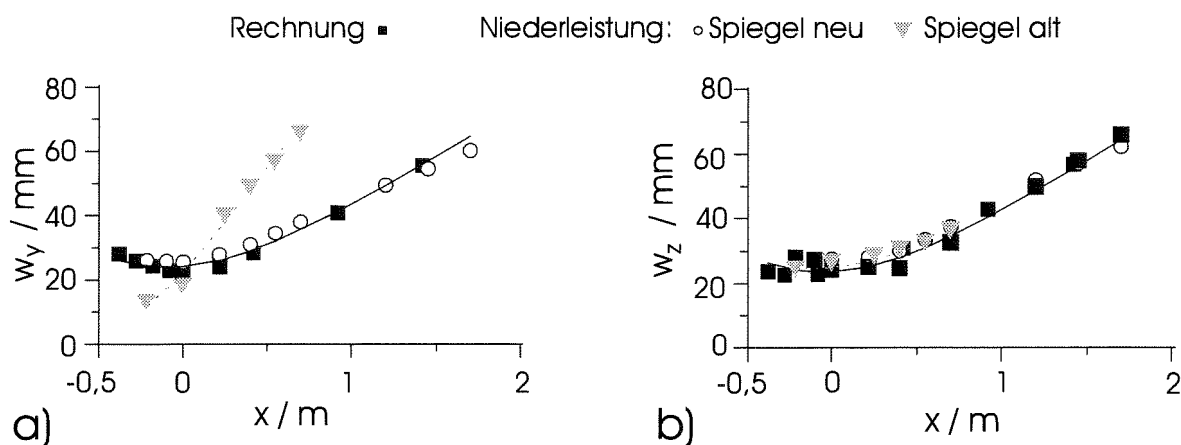 Rechnung Niederleistung: Spiegel neu Spiegel alt
80
60
40
20
0
-0,5 0 1 2
w_y / mm
x / m
a)
80
60
40
20
0
-0,5 0 1 2
w_z / mm
x / m
b)